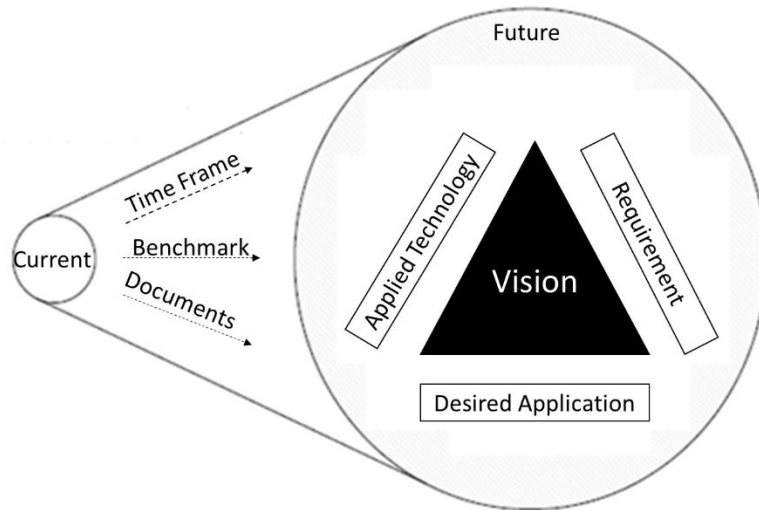 Future
Time Frame
Applied Technology
Requirement
Current
Benchmark
Vision
Documents
Desired Application